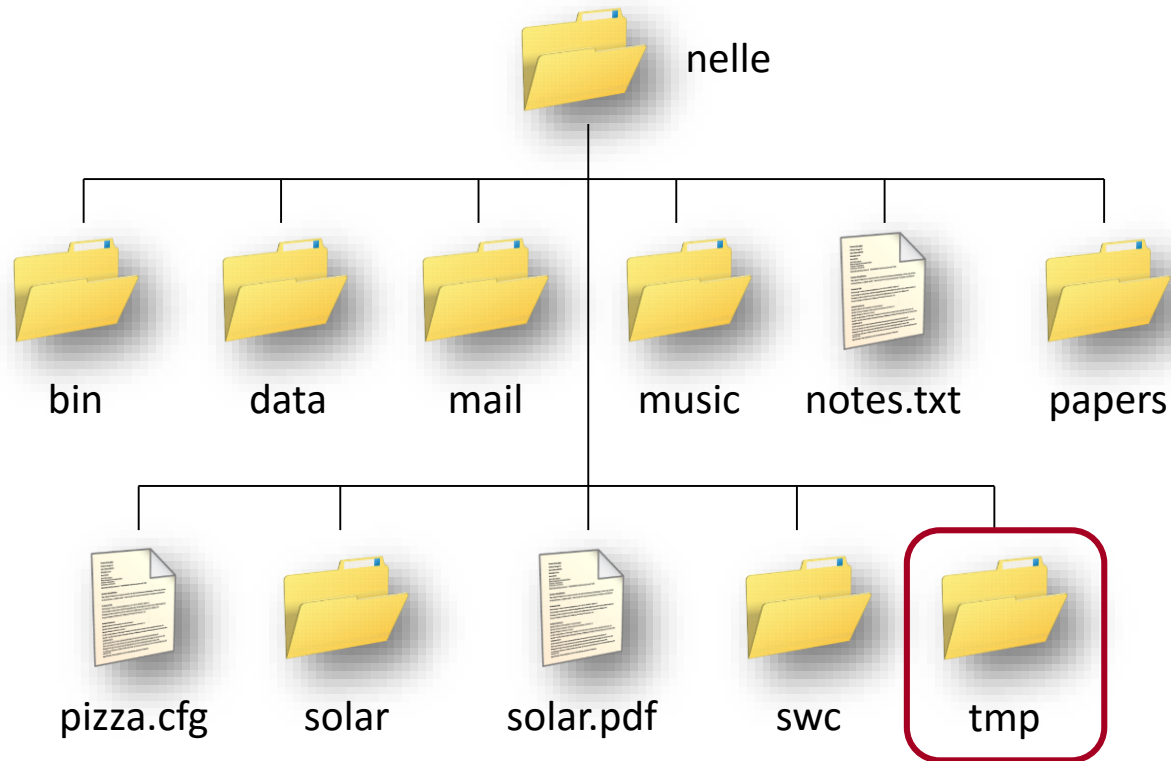 nelle
bin data mail music notes.txt papers
pizza.cfg solar solar.pdf swc tmp